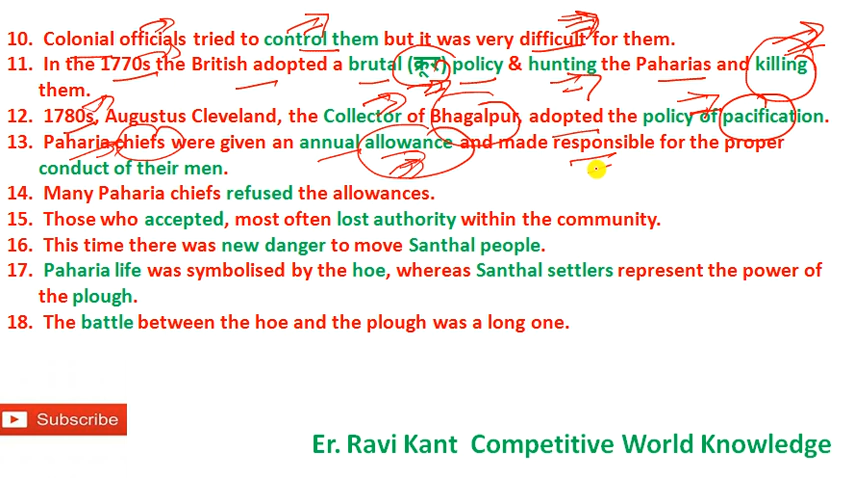 10. Colonial officials tried to control them but it was very difficult for them.
11. In the 1770s the British adopted a brutal (क्रूर) policy & hunting the Paharias and killing
them.
12. 1780s, Augustus Cleveland, the Collector of Bhagalpur, adopted the policy of pacification.
13. Paharia chiefs were given an annual allowance and made responsible for the proper
conduct of their men.
14. Many Paharia chiefs refused the allowances.
15. Those who accepted, most often lost authority within the community.
16. This time there was new danger to move Santhal people.
17. Paharia life was symbolised by the hoe, whereas Santhal settlers represent the power of
the plough.
18. The battle between the hoe and the plough was a long one.
Subscribe
Er. Ravi Kant Competitive World Knowledge